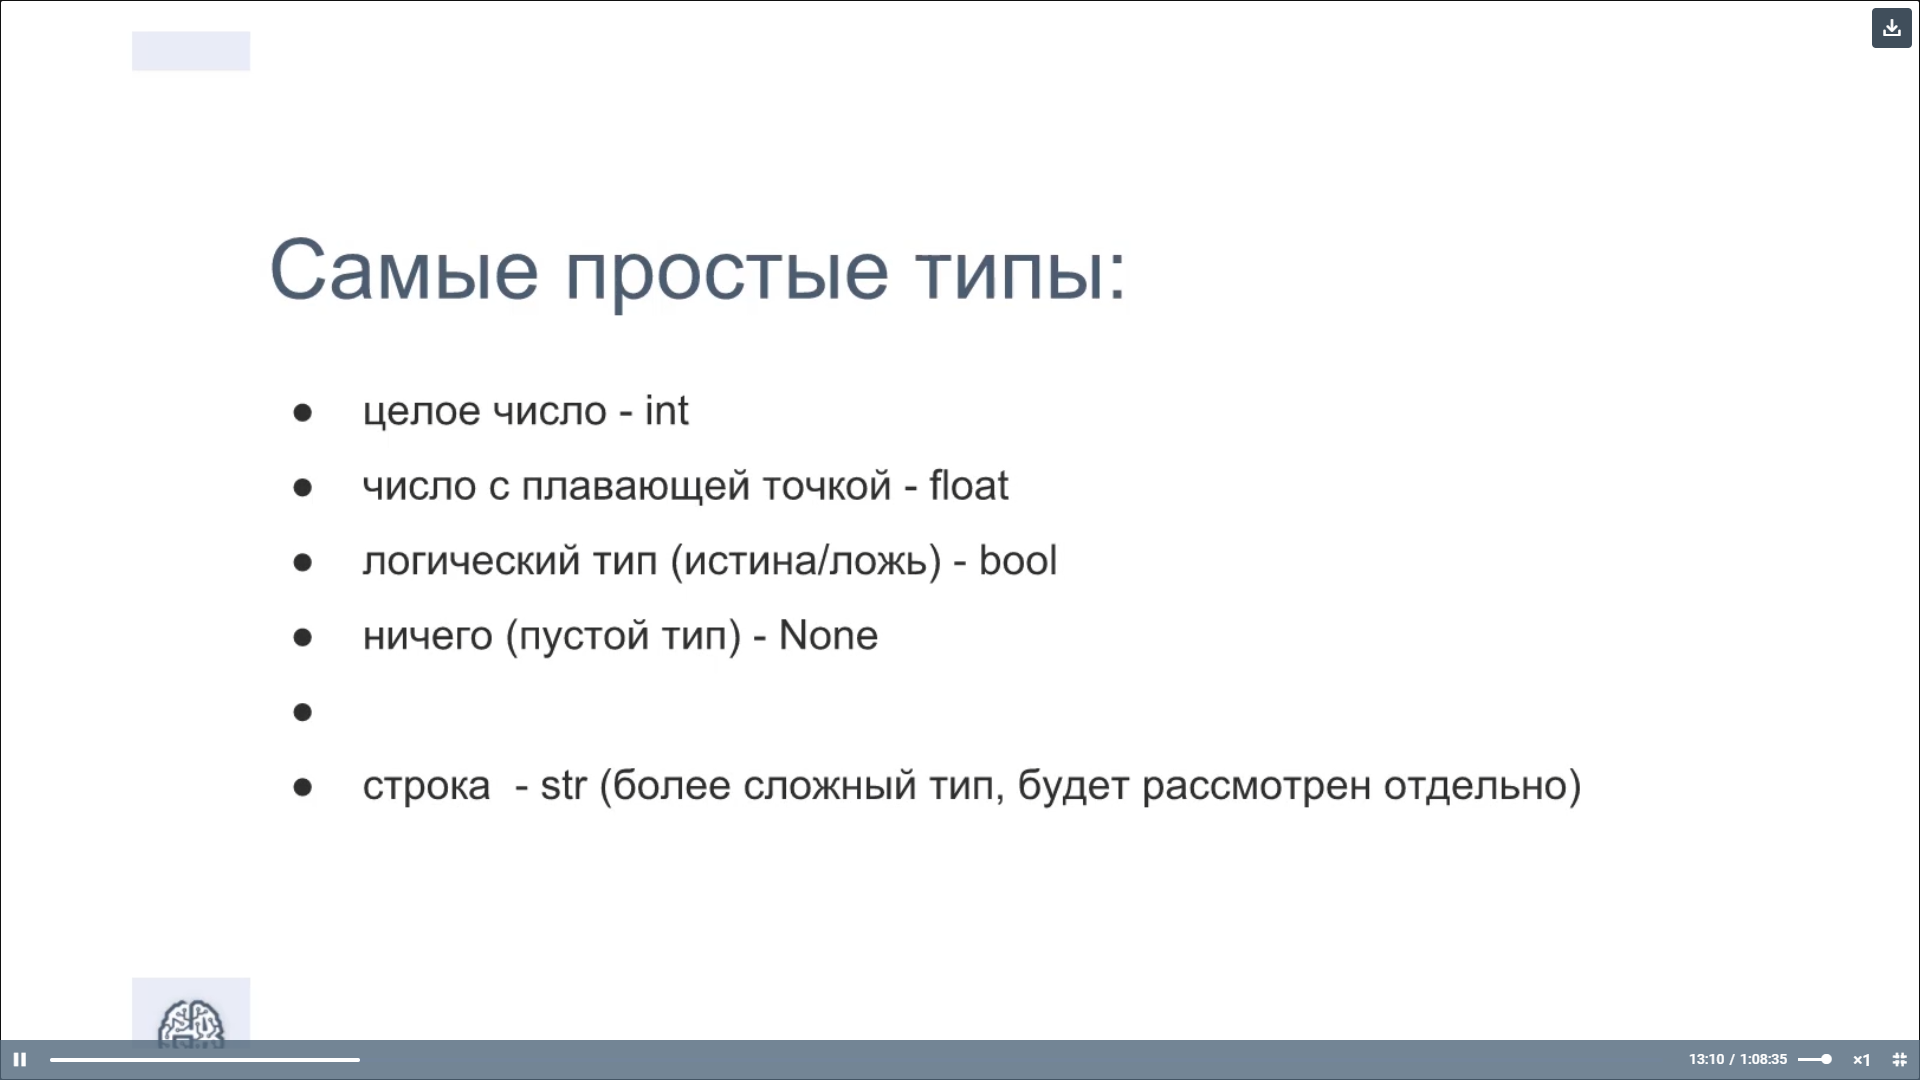 Самые простые типы:
● целое число - int
● число с плавающей точкой - float
● логический тип (истина/ложь) - bool
● ничего (пустой тип) - None
●
● строка - str (более сложный тип, будет рассмотрен отдельно)
13:10 / 1:08:35 ×1